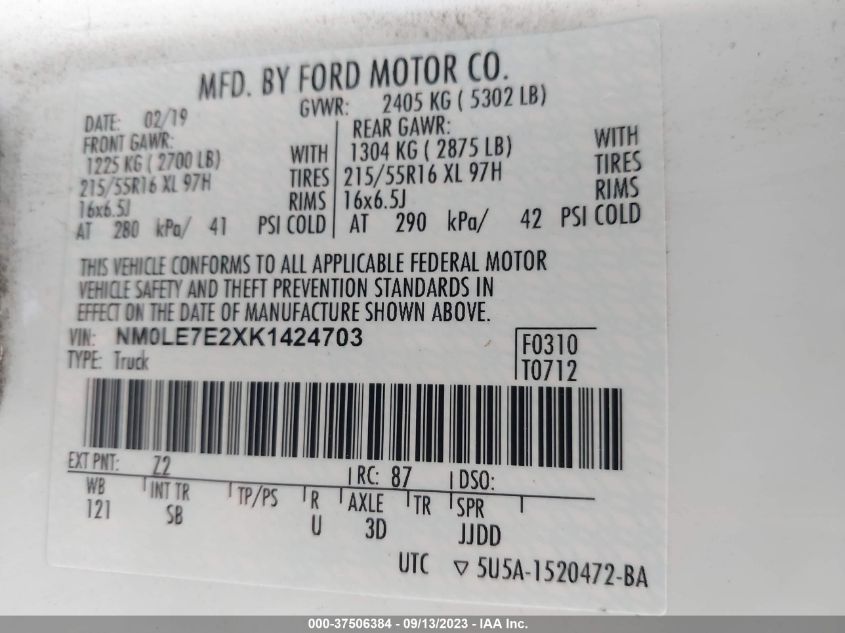 MFD. BY FORD MOTOR CO.
DATE: 02/19 GVWR: 2405 KG ( 5302 LB)
FRONT GAWR: REAR GAWR:
1225 KG ( 2700 LB) WITH 1304 KG ( 2875 LB) WITH
215/55R16 XL 97H TIRES 215/55R16 XL 97H TIRES
16x6.5J RIMS 16x6.5J RIMS
AT 280 kPa/ 41 PSI COLD AT 290 kPa/ 42 PSI COLD
THIS VEHICLE CONFORMS TO ALL APPLICABLE FEDERAL MOTOR
VEHICLE SAFETY AND THEFT PREVENTION STANDARDS IN
EFFECT ON THE DATE OF MANUFACTURE SHOWN ABOVE.
VIN: NM0LE7E2XK1424703 F0310
TYPE: Truck T0712
EXT PNT: Z2 RC: 87 DSO:
WB INT TR TP/PS R AXLE TR SPR
121 SB U 3D JJDD
UTC ▽ 5U5A-1520472-BA
000-37506384 - 09/13/2023 - IAA Inc.